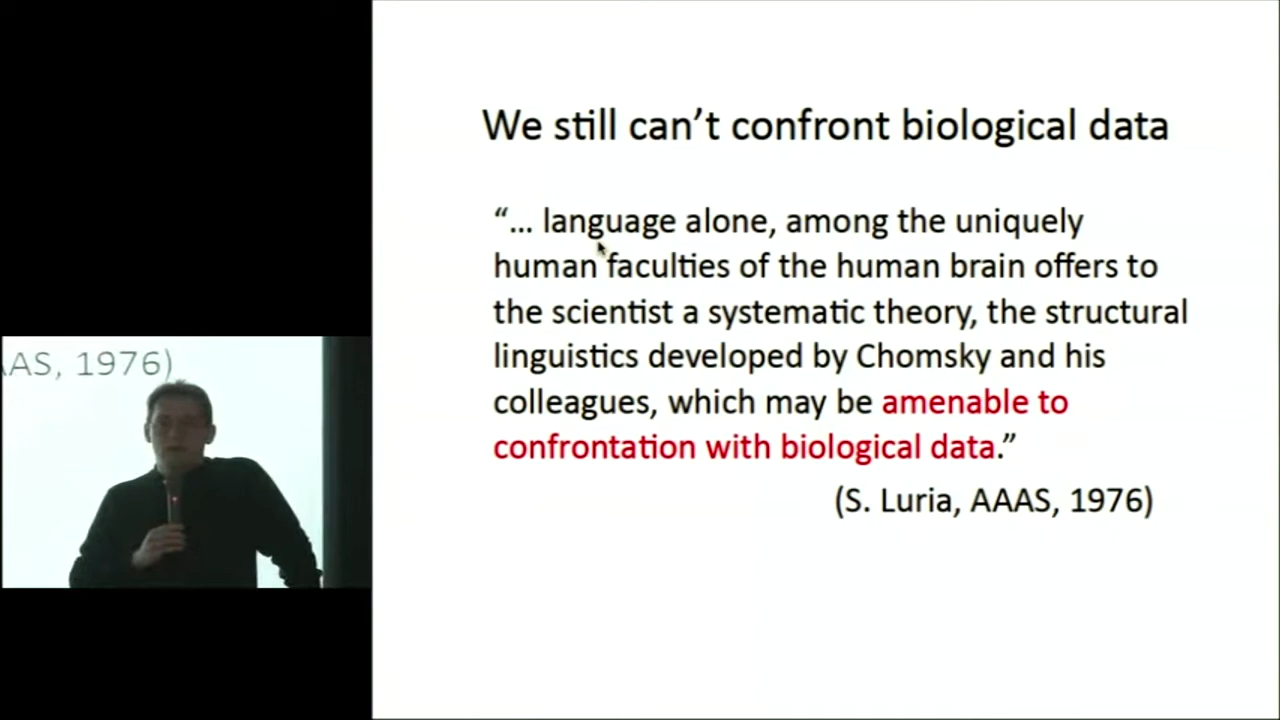 We still can’t confront biological data
“... language alone, among the uniquely
human faculties of the human brain offers to
the scientist a systematic theory, the structural
linguistics developed by Chomsky and his
colleagues, which may be amenable to
confrontation with biological data.”
(S. Luria, AAAS, 1976)
AAS, 1976)